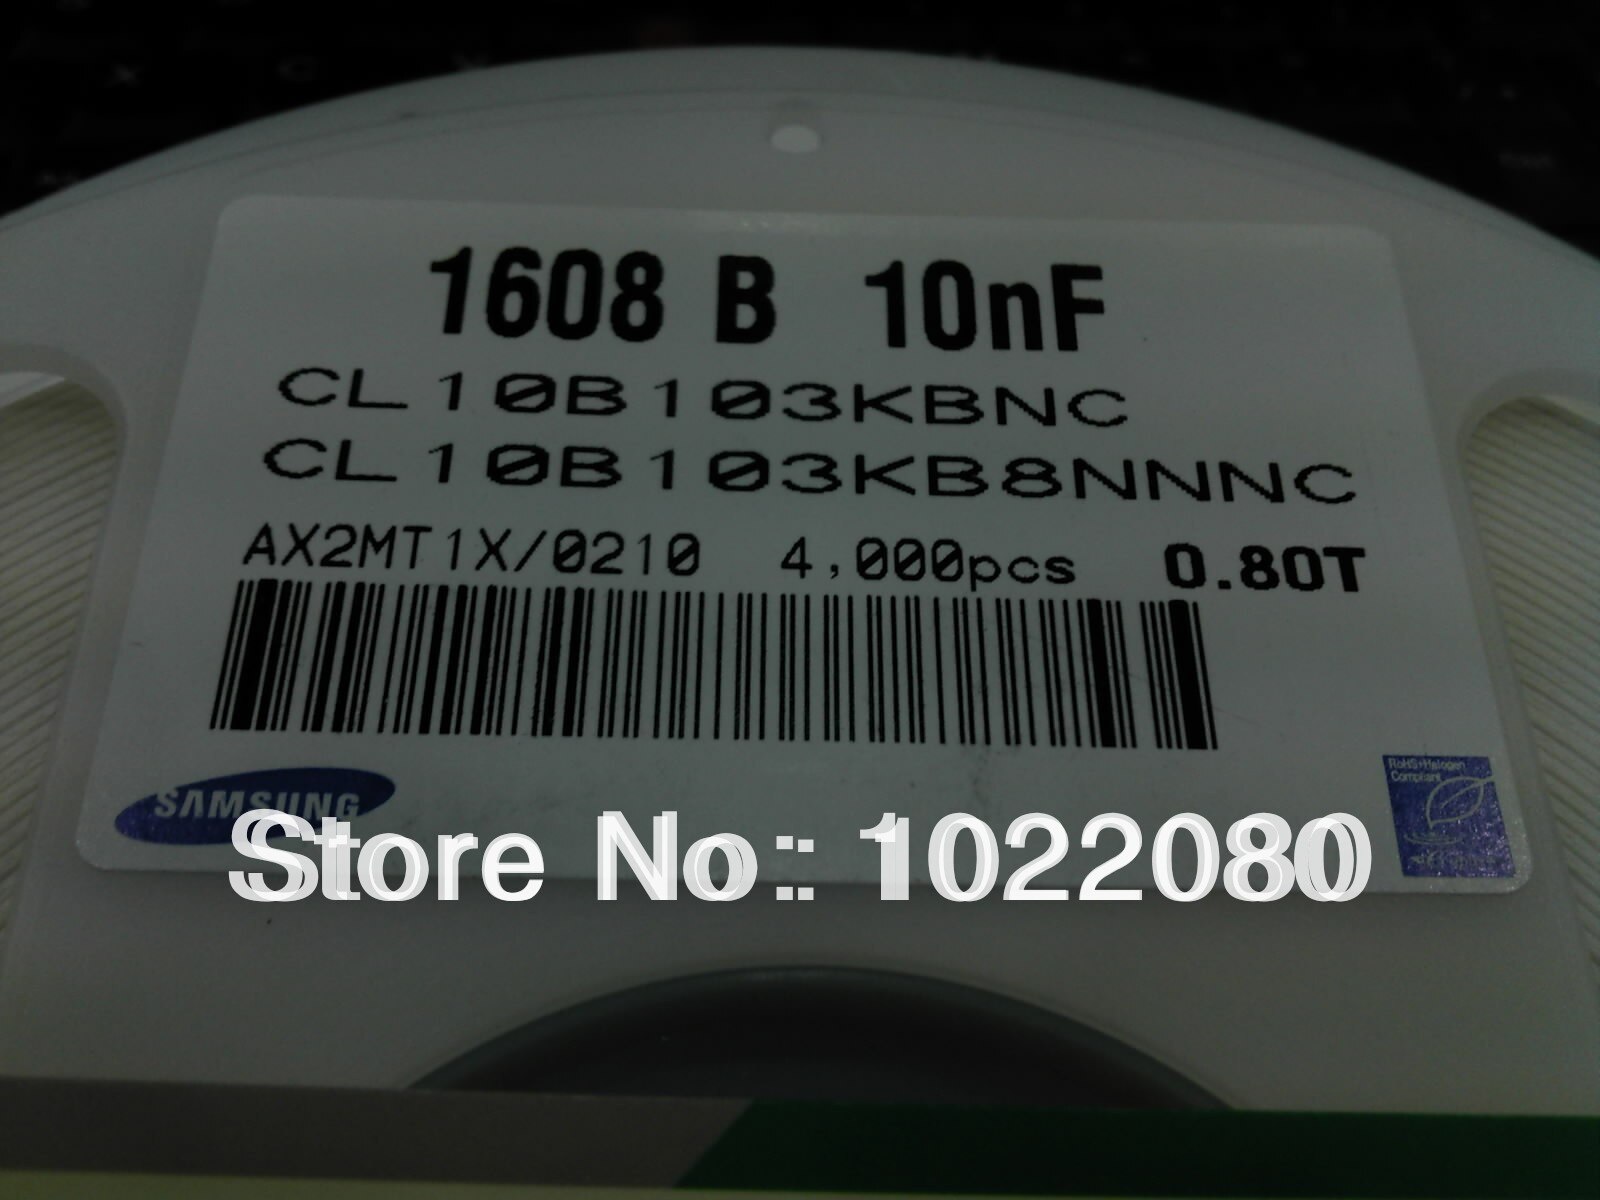 1608 B 10nF
CL10B103KBNC
CL10B103KB8NNNC
AX2MT1X/0210 4,000pcs 0.80T
SAMSUNG
RoHS+Halogen
Compliant
Store No: 1022080